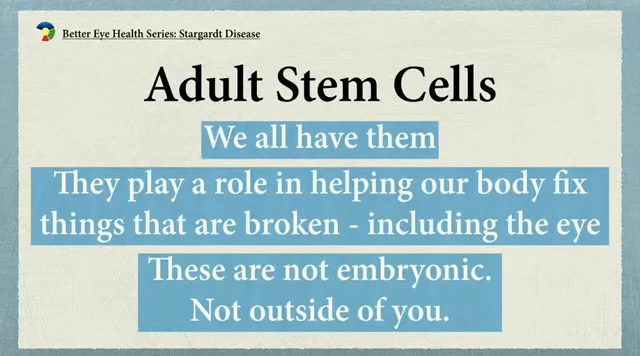 Better Eye Health Series: Stargardt Disease
Adult Stem Cells
We all have them
They play a role in helping our body fix
things that are broken - including the eye
These are not embryonic.
Not outside of you.